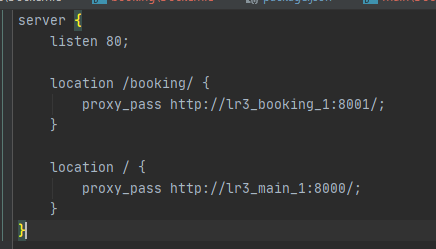 server {
    listen 80;

    location /booking/ {
        proxy_pass http://lr3_booking_1:8001/;
    }

    location / {
        proxy_pass http://lr3_main_1:8000/;
    }
}